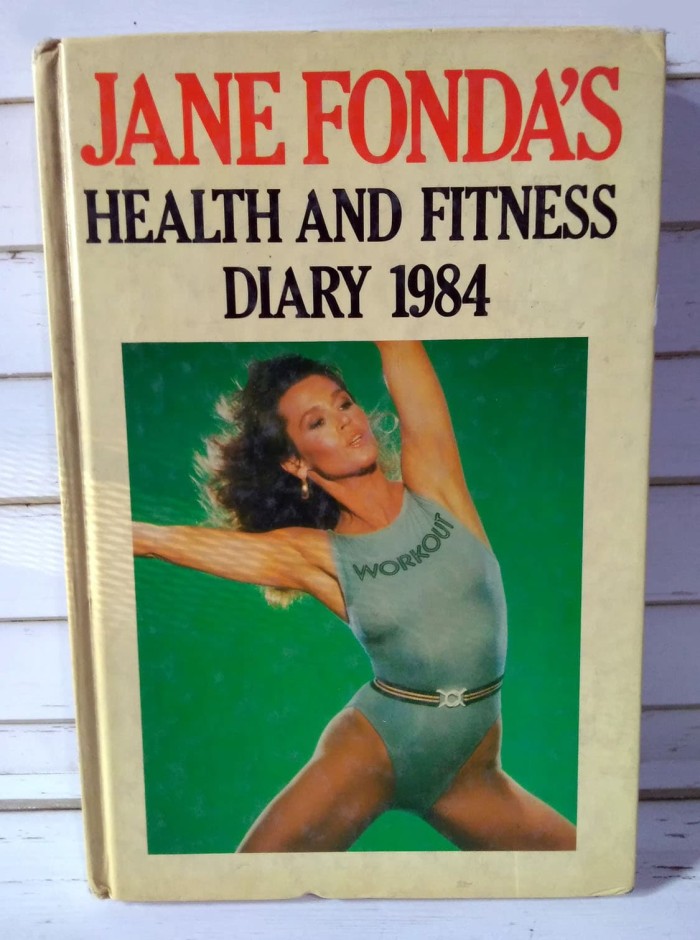 JANE FONDA'S
HEALTH AND FITNESS
DIARY 1984
WORKOUT